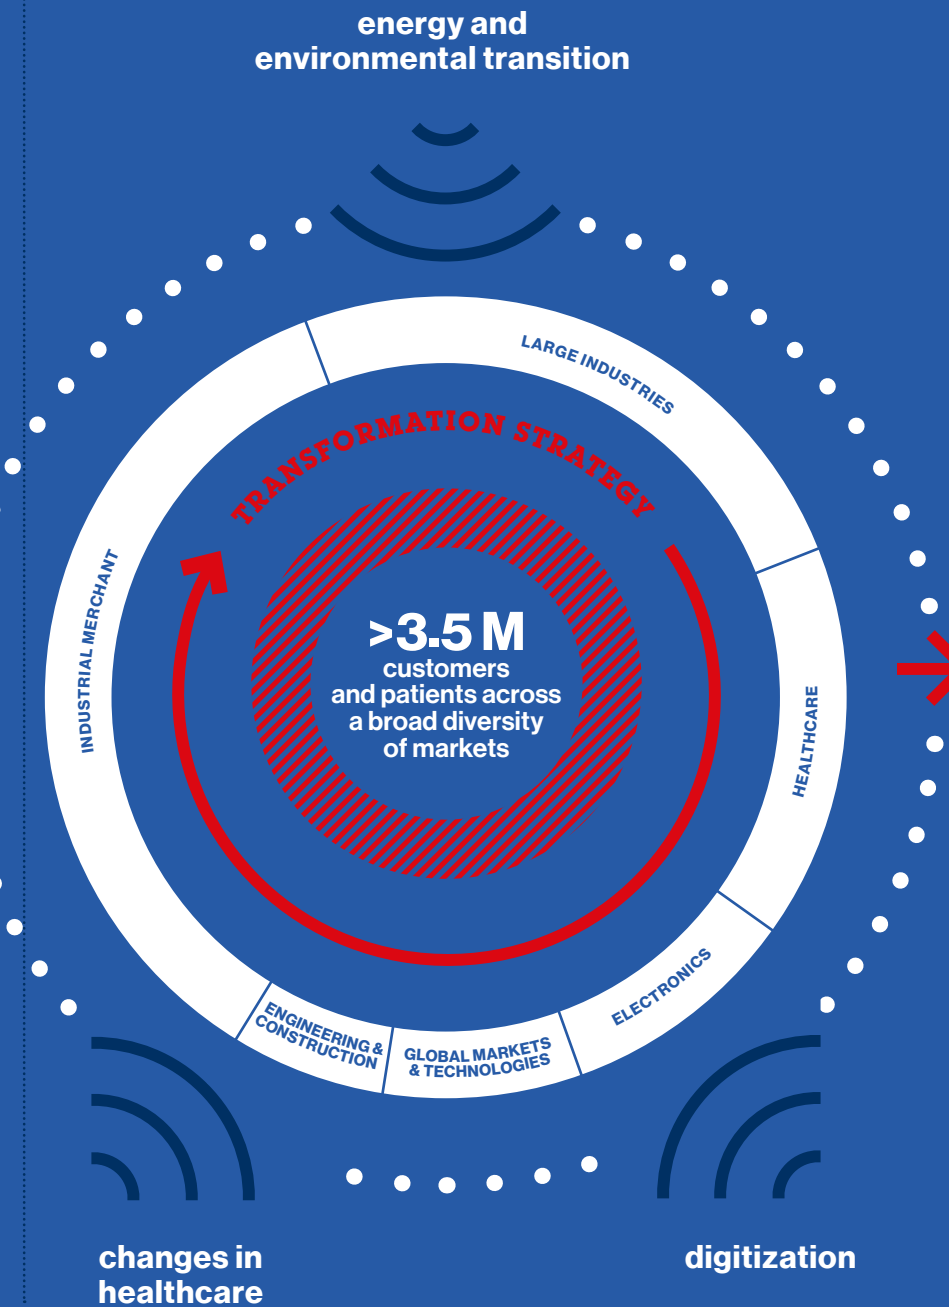 energy and
environmental transition
LARGE INDUSTRIES
TRANSFORMATION STRATEGY
INDUSTRIAL MERCHANT
>3.5 M
customers
and patients across
a broad diversity
of markets
HEALTHCARE
ELECTRONICS
ENGINEERING &
CONSTRUCTION
GLOBAL MARKETS
& TECHNOLOGIES
changes in
healthcare
digitization